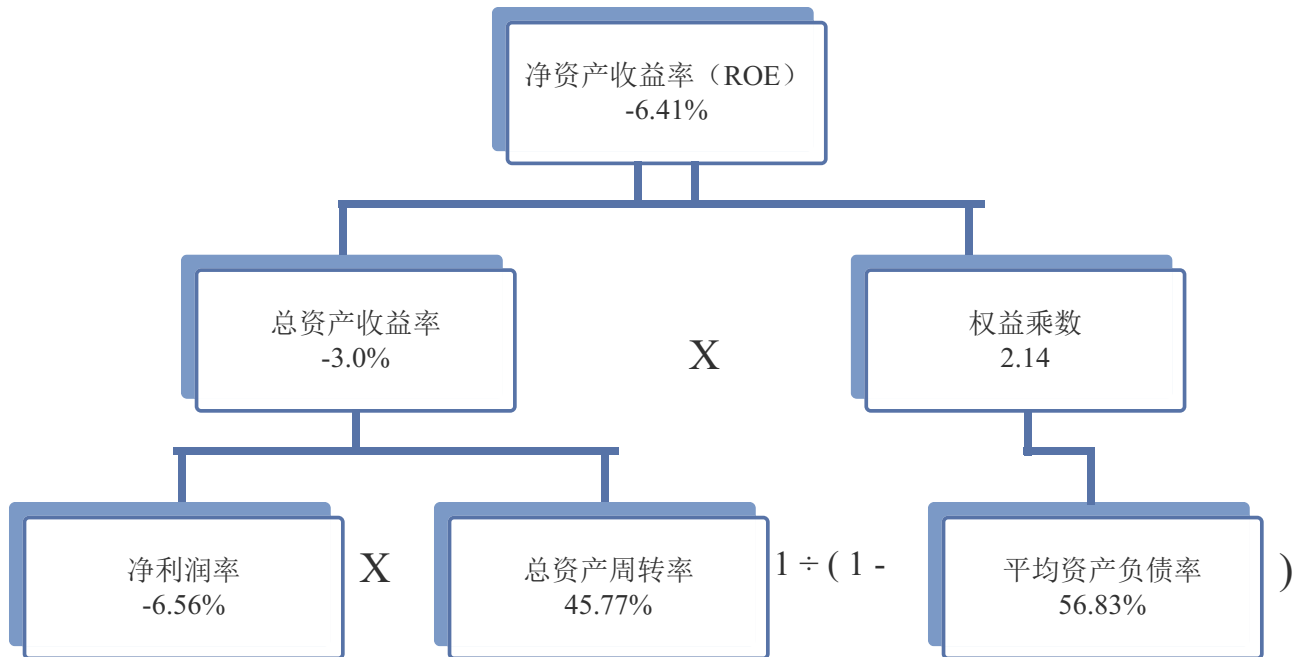 净资产收益率（ROE）
-6.41%
总资产收益率
-3.0%
X
权益乘数
2.14
净利润率
-6.56%
X
总资产周转率
45.77%
1 ÷ ( 1 -
平均资产负债率
56.83%
)